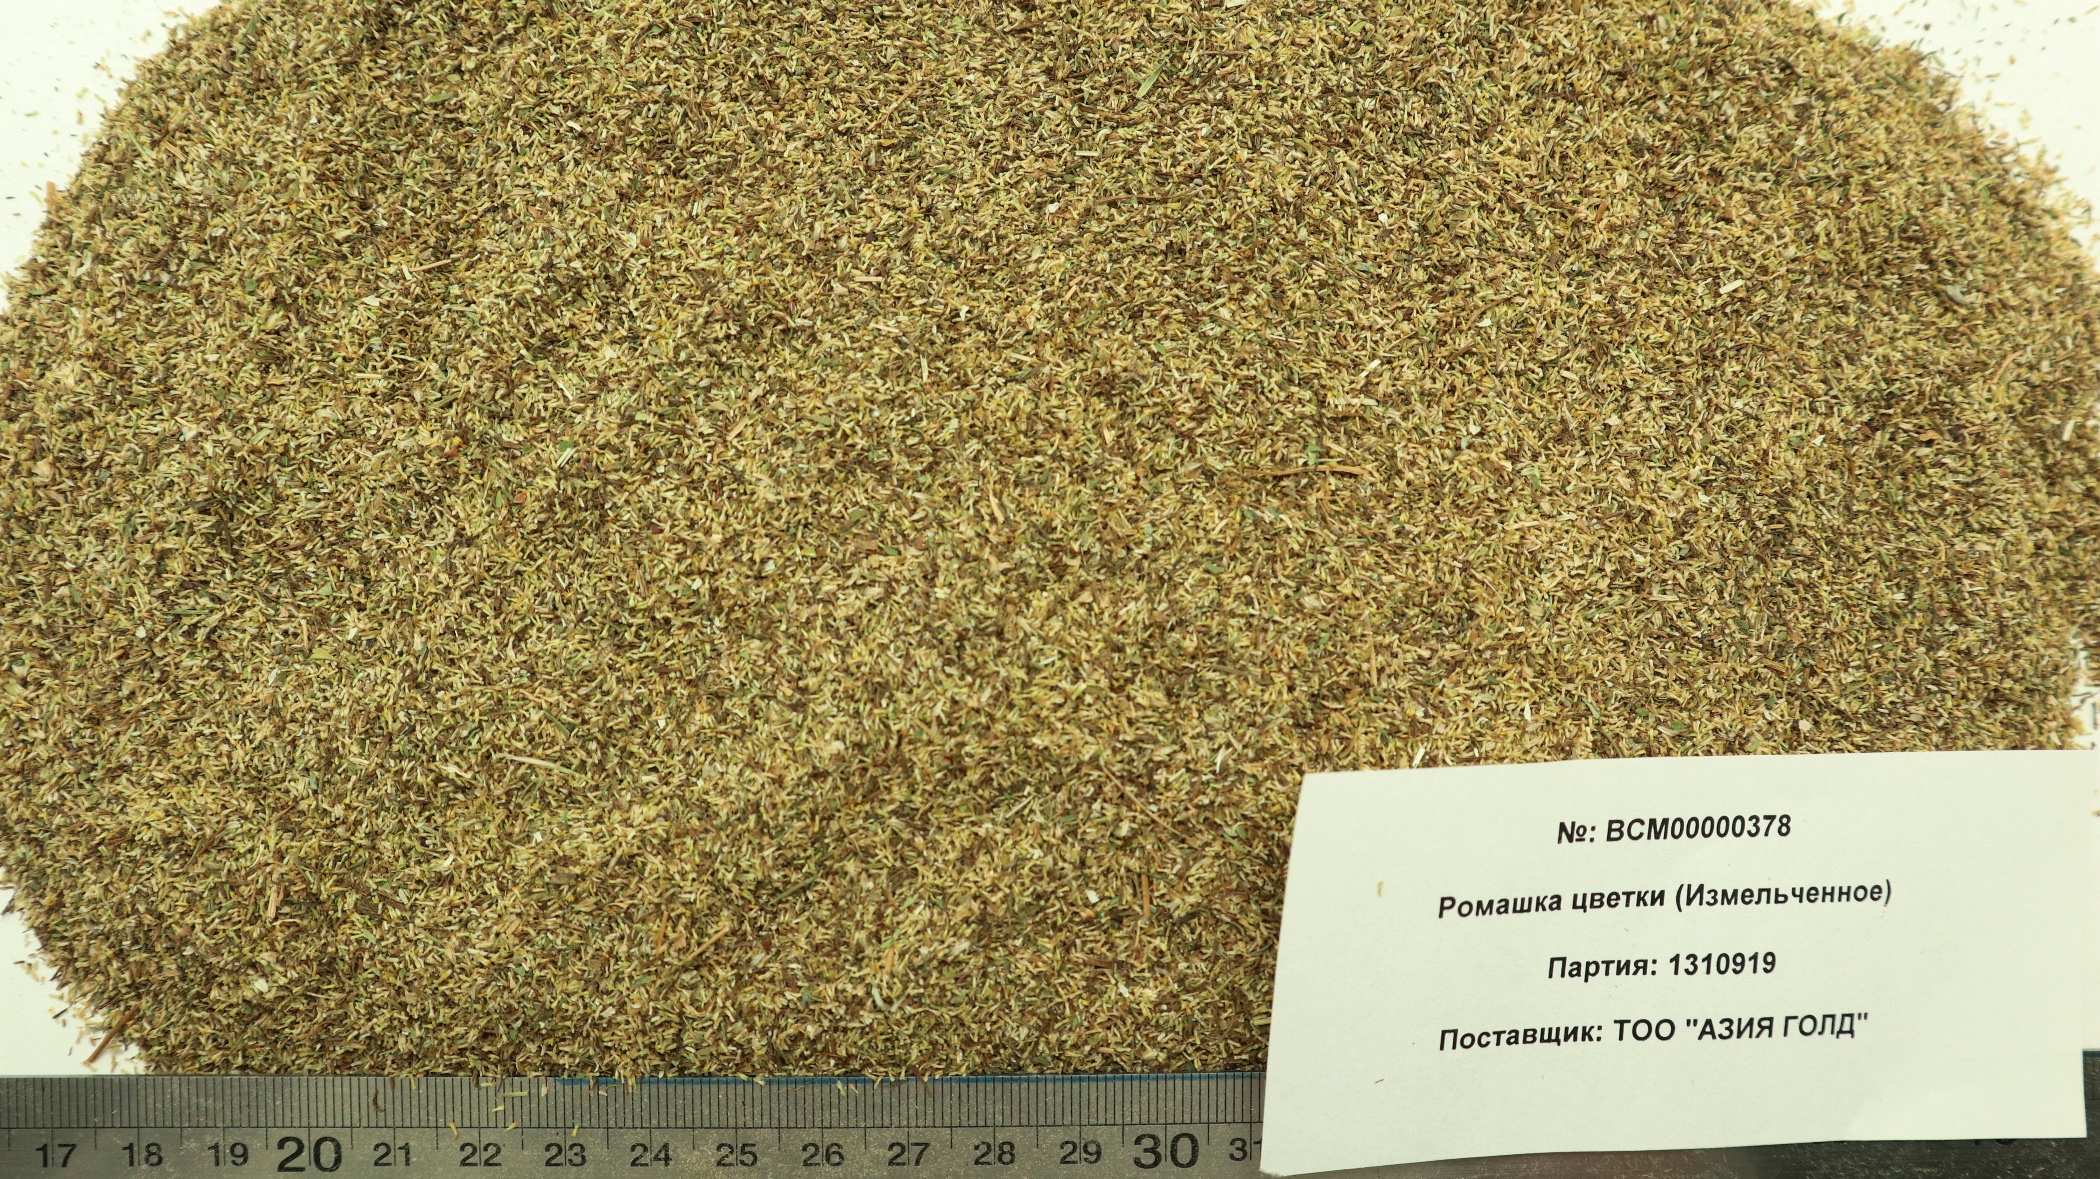 №: BCM00000378
Ромашка цветки (Измельченное)
Партия: 1310919
Поставщик: ТОО "АЗИЯ ГОЛД"
17 18 19 20 21 22 23 24 25 26 27 28 29 30 31